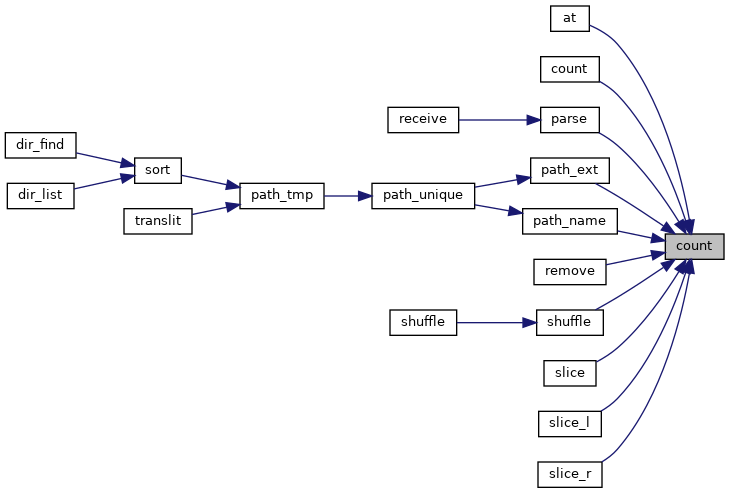 at
count
receive
parse
dir_find
sort
path_ext
dir_list
path_tmp
path_unique
translit
path_name
count
remove
shuffle
shuffle
slice
slice_l
slice_r